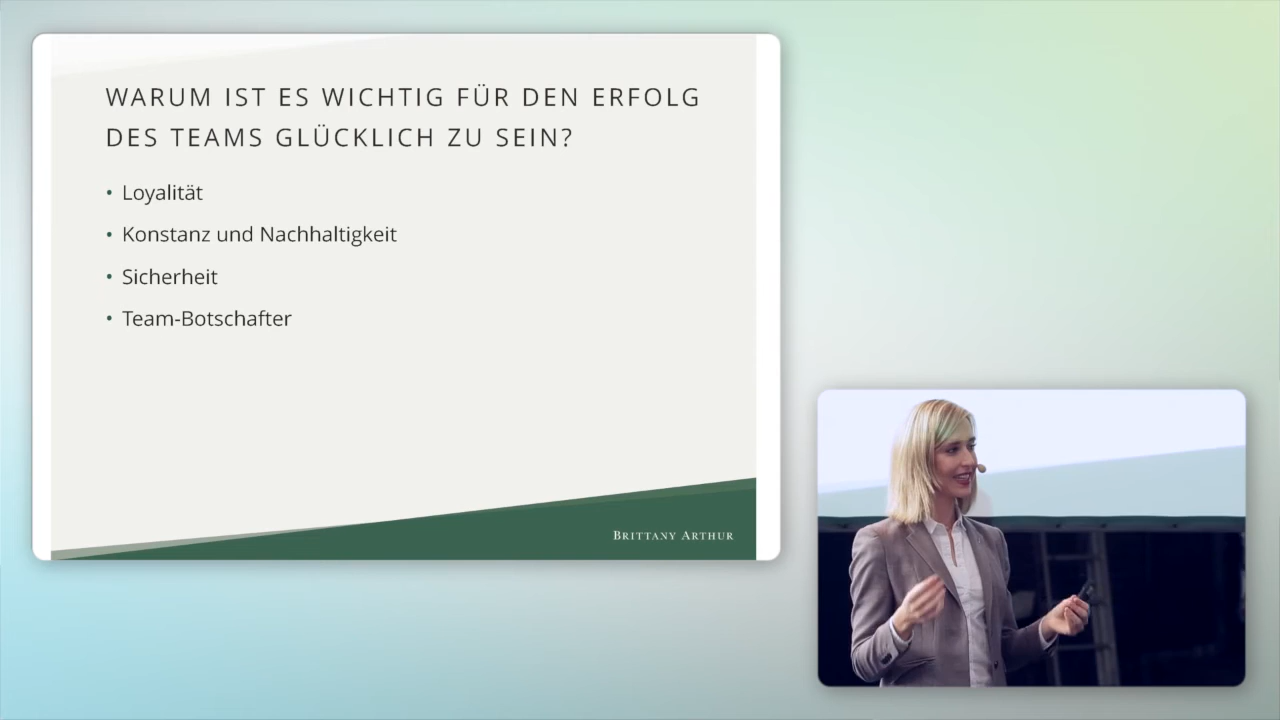 WARUM IST ES WICHTIG FÜR DEN ERFOLG
DES TEAMS GLÜCKLICH ZU SEIN?
• Loyalität
• Konstanz und Nachhaltigkeit
• Sicherheit
• Team-Botschafter
Brittany Arthur